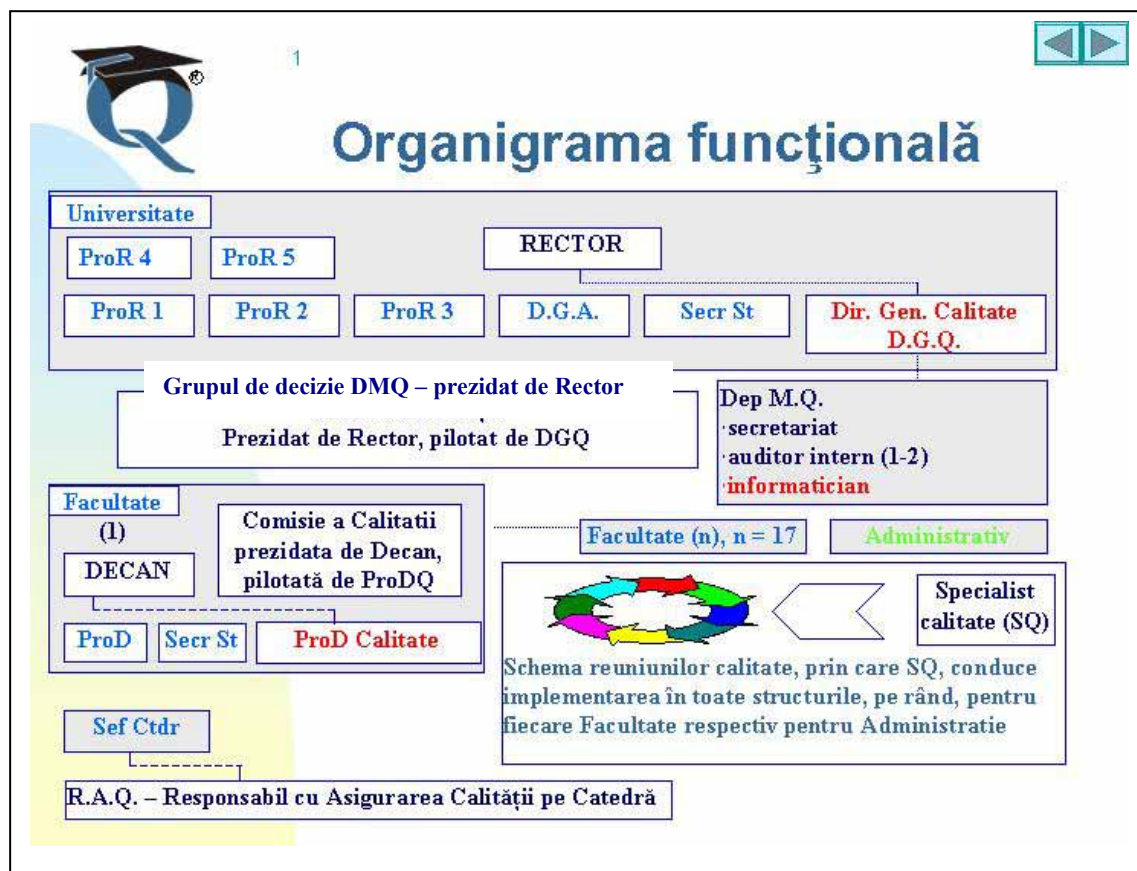 1
®
Organigrama funcţională
Universitate
ProR 4
ProR 5
RECTOR
ProR 1
ProR 2
ProR 3
D.G.A.
Secr St
Dir. Gen. Calitate
D.G.Q.
Grupul de decizie DMQ – prezidat de Rector
Prezidat de Rector, pilotat de DGQ
Dep M.Q.
·secretariat
·auditor intern (1-2)
·informatician
Facultate
(1)
DECAN
Comisie a Calitatii
prezidata de Decan,
pilotată de ProDQ
ProD
Secr St
ProD Calitate
Facultate (n), n = 17
Administrativ
Specialist
calitate (SQ)
Schema reuniunilor calitate, prin care SQ, conduce
implementarea în toate structurile, pe rând, pentru
fiecare Facultate respectiv pentru Administratie
Sef Ctdr
R.A.Q. – Responsabil cu Asigurarea Calităţii pe Catedră